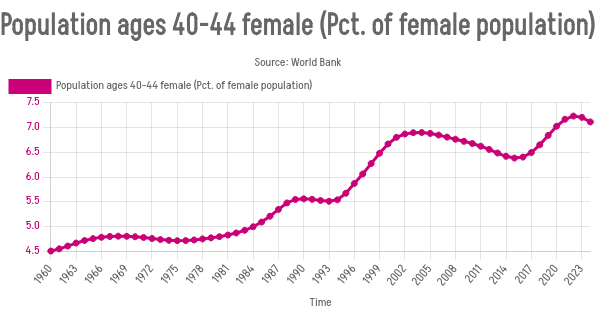 Population ages 40-44 female (Pct. of female population)
Source: World Bank
Population ages 40-44 female (Pct. of female population)
7.5
7.0
6.5
6.0
5.5
5.0
4.5
1960 1963 1966 1969 1972 1975 1978 1981 1984 1987 1990 1993 1996 1999 2002 2005 2008 2011 2014 2017 2020 2023
Time